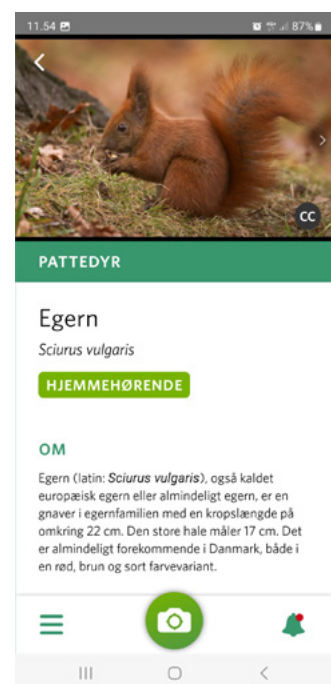 11.54 87%
CC
PATTEDYR
Egern
Sciurus vulgaris
HJEMMEHØRENDE
OM
Egern (latin: Sciurus vulgaris), også kaldet
europæisk egern eller almindeligt egern, er en
gnaver i egernfamilien med en kropslængde på
omkring 22 cm. Den store hale måler 17 cm. Det
er almindeligt forekommende i Danmark, både i
en rød, brun og sort farvevariant.